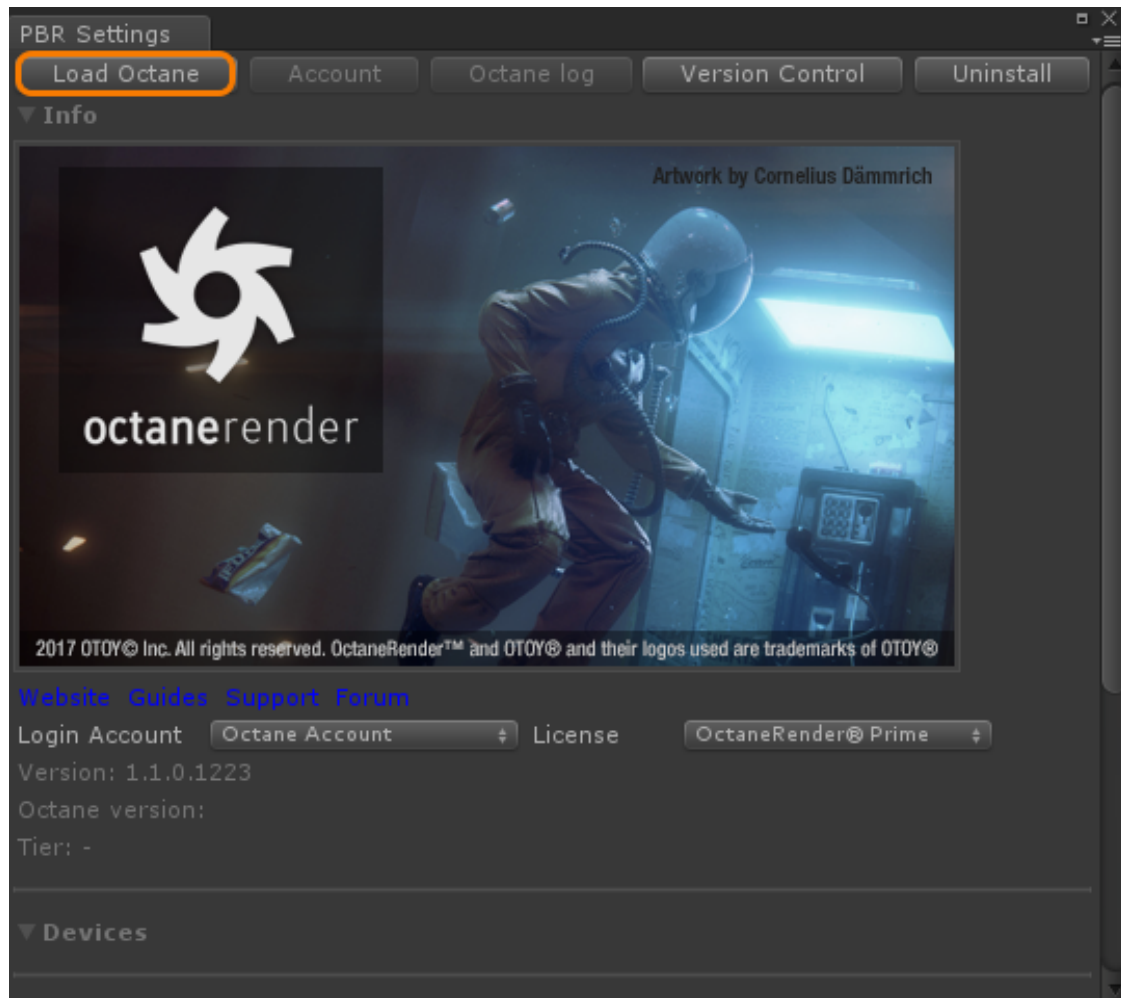 PBR Settings
Load Octane Account Octane log Version Control Uninstall
Info
Artwork by Cornelius Dämmrich
octanerender
2017 OTOY© Inc. All rights reserved. OctaneRender™ and OTOY® and their logos used are trademarks of OTOY®
Website Guides Support Forum
Login Account Octane Account License OctaneRender® Prime
Version: 1.1.0.1223
Octane version:
Tier: -
Devices